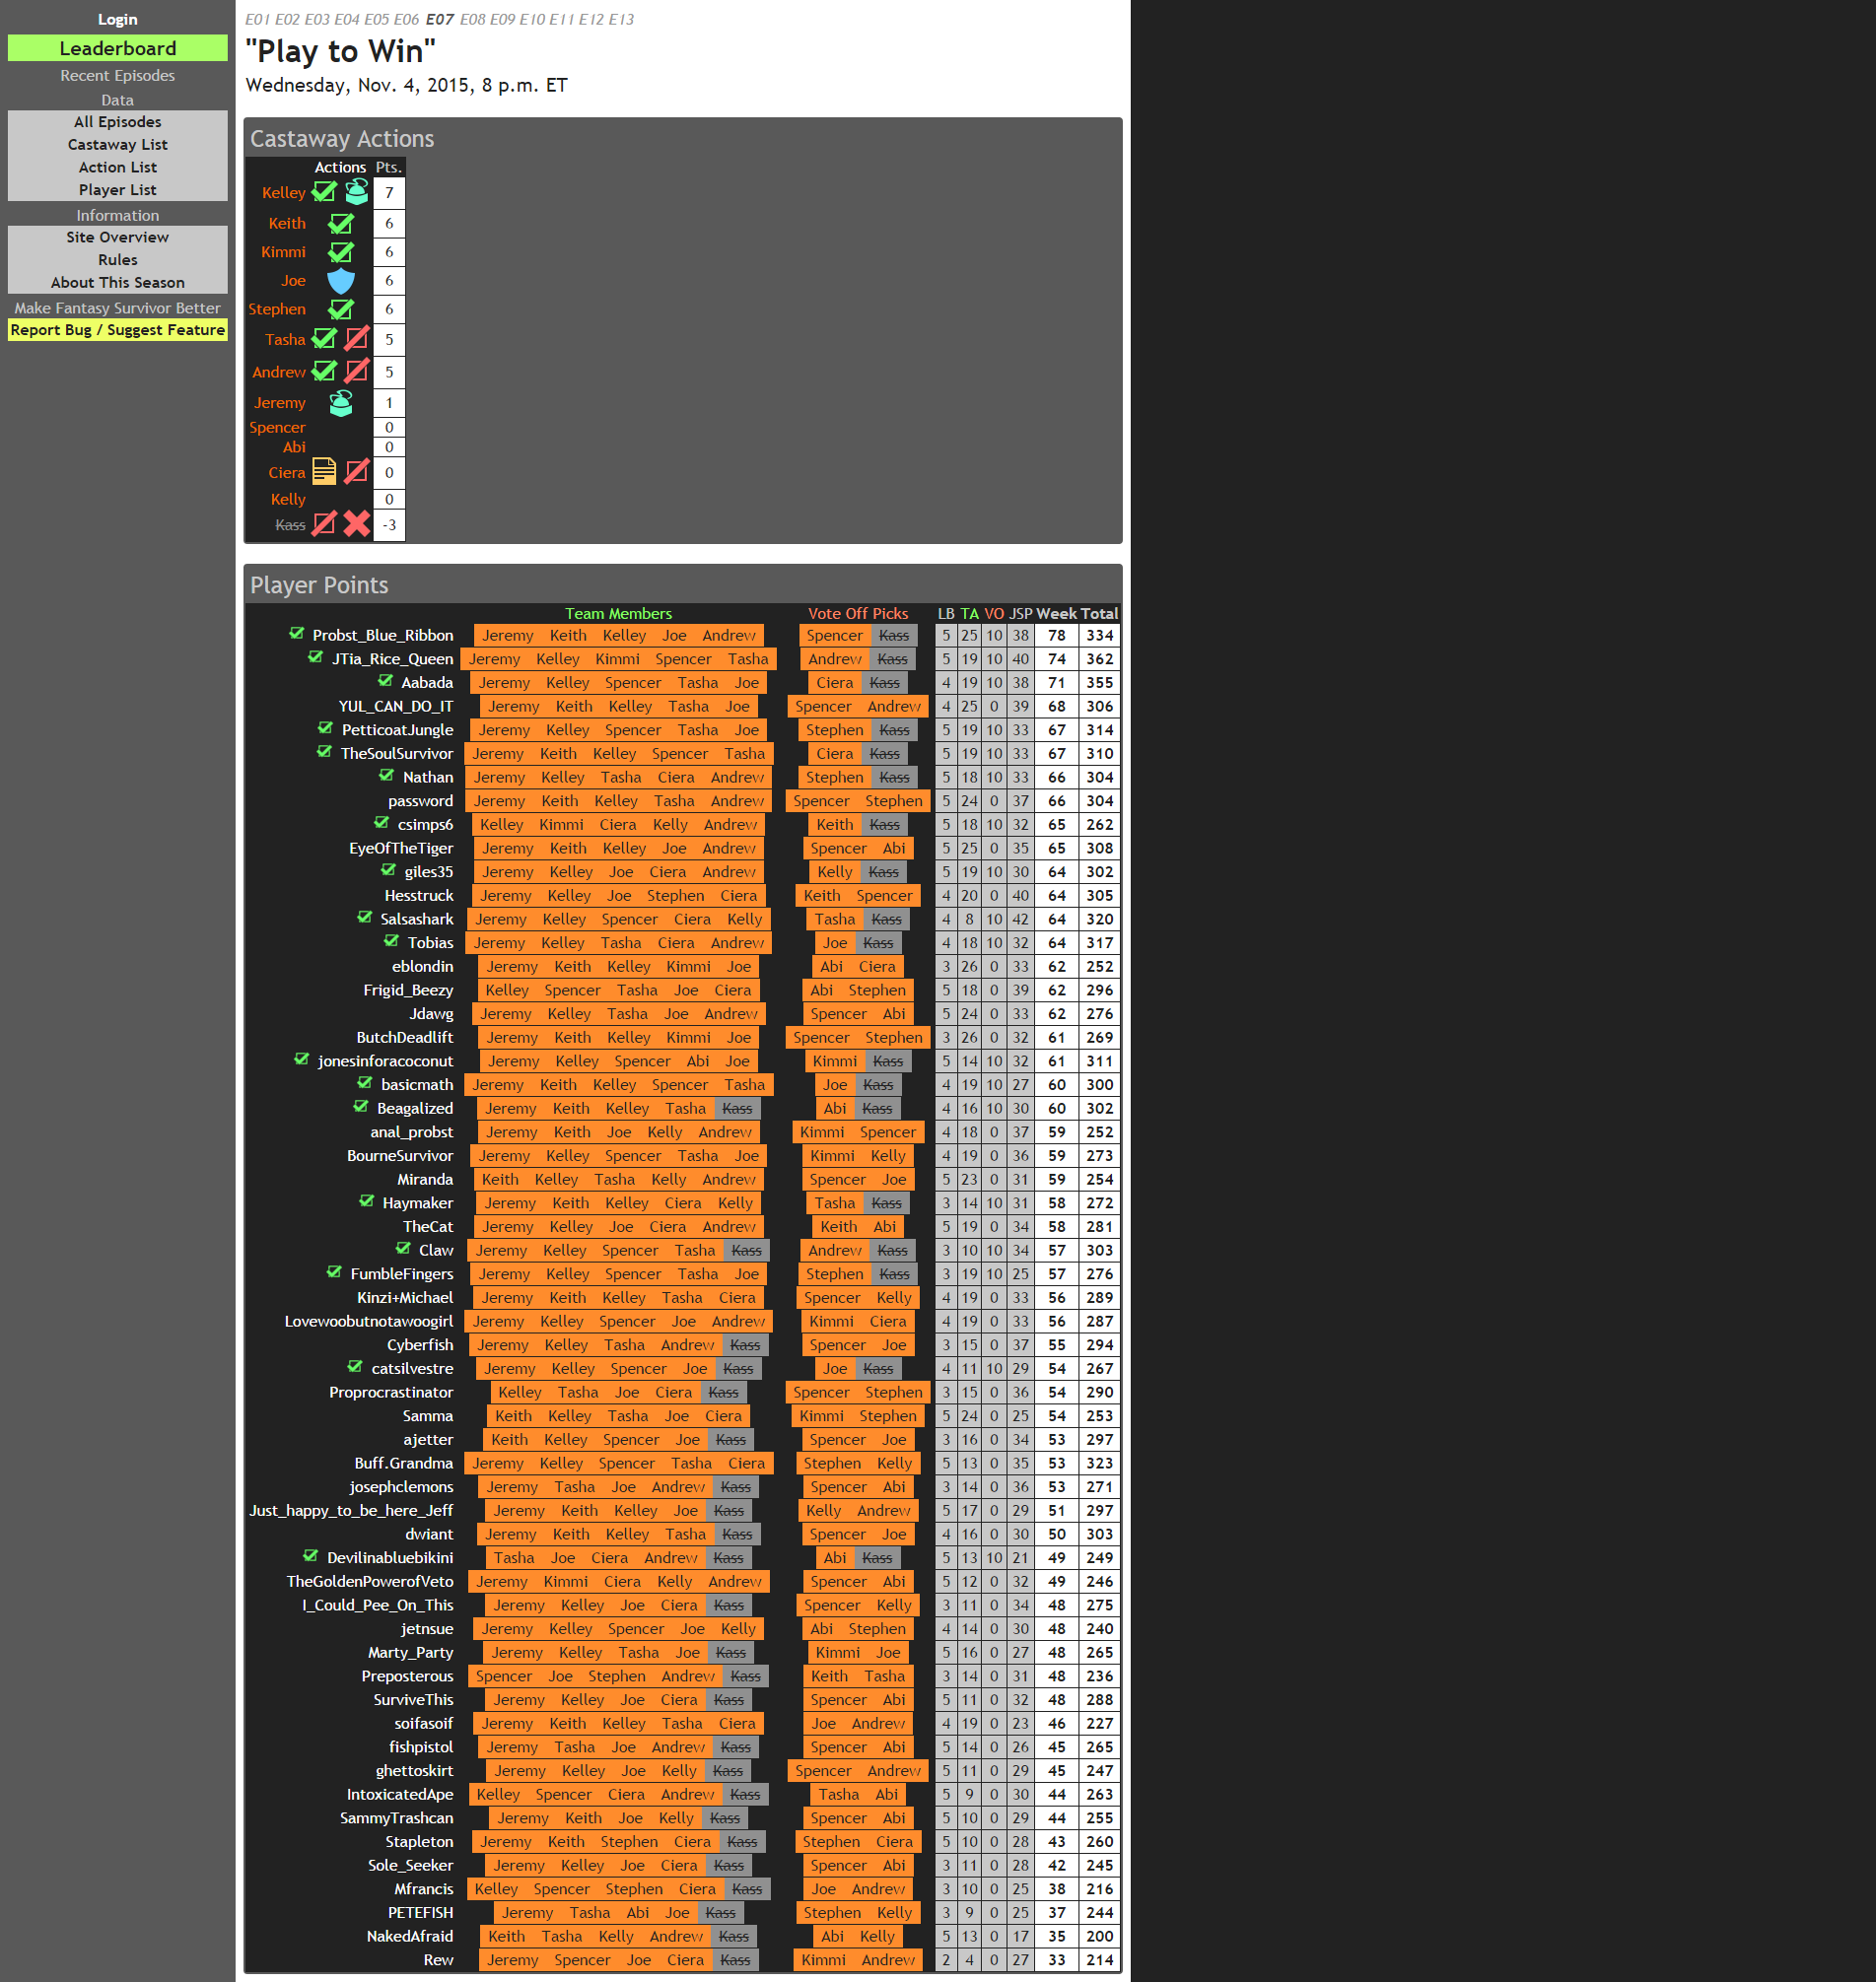 Login
Leaderboard
Recent Episodes
Data
All Episodes
Castaway List
Action List
Player List
Information
Site Overview
Rules
About This Season
Make Fantasy Survivor Better
Report Bug / Suggest Feature
E01 E02 E03 E04 E05 E06 E07 E08 E09 E10 E11 E12 E13
"Play to Win"
Wednesday, Nov. 4, 2015, 8 p.m. ET
Castaway Actions
Actions Pts.
Kelley 7
Keith 6
Kimmi 6
Joe 6
Stephen 6
Tasha 5
Andrew 5
Jeremy 1
Spencer 0
Abi 0
Ciera 0
Kelly 0
Kass -3
Player Points
Team Members Vote Off Picks LB TA VO JSP Week Total
Probst_Blue_Ribbon Jeremy Keith Kelley Joe Andrew Spencer Kass 5 25 10 38 78 334
JTia_Rice_Queen Jeremy Kelley Kimmi Spencer Tasha Andrew Kass 5 19 10 40 74 362
Aabada Jeremy Kelley Spencer Tasha Joe Ciera Kass 4 19 10 38 71 355
YUL_CAN_DO_IT Jeremy Keith Kelley Tasha Joe Spencer Andrew 4 25 0 39 68 306
PetticoatJungle Jeremy Kelley Spencer Tasha Joe Stephen Kass 5 19 10 33 67 314
TheSoulSurvivor Jeremy Keith Kelley Spencer Tasha Ciera Kass 5 19 10 33 67 310
Nathan Jeremy Kelley Tasha Ciera Andrew Stephen Kass 5 18 10 33 66 304
password Jeremy Keith Kelley Tasha Andrew Spencer Stephen 5 24 0 37 66 304
csimps6 Kelley Kimmi Ciera Kelly Andrew Keith Kass 5 18 10 32 65 262
EyeOfTheTiger Jeremy Keith Kelley Joe Andrew Spencer Abi 5 25 0 35 65 308
giles35 Jeremy Kelley Joe Ciera Andrew Kelly Kass 5 19 10 30 64 302
Hesstruck Jeremy Kelley Joe Stephen Ciera Keith Spencer 4 20 0 40 64 305
Salsashark Jeremy Kelley Spencer Ciera Kelly Tasha Kass 4 8 10 42 64 320
Tobias Jeremy Kelley Tasha Ciera Andrew Joe Kass 4 18 10 32 64 317
eblondin Jeremy Keith Kelley Kimmi Joe Abi Ciera 3 26 0 33 62 252
Frigid_Beezy Kelley Spencer Tasha Joe Ciera Abi Stephen 5 18 0 39 62 296
Jdawg Jeremy Kelley Tasha Joe Andrew Spencer Abi 5 24 0 33 62 276
ButchDeadlift Jeremy Keith Kelley Kimmi Joe Spencer Stephen 3 26 0 32 61 269
jonesinforacoconut Jeremy Kelley Spencer Abi Joe Kimmi Kass 5 14 10 32 61 311
basicmath Jeremy Keith Kelley Spencer Tasha Joe Kass 4 19 10 27 60 300
Beagalized Jeremy Keith Kelley Tasha Kass Abi Kass 4 16 10 30 60 302
anal_probst Jeremy Keith Joe Kelly Andrew Kimmi Spencer 4 18 0 37 59 252
BourneSurvivor Jeremy Kelley Spencer Tasha Joe Kimmi Kelly 4 19 0 36 59 273
Miranda Keith Kelley Tasha Kelly Andrew Spencer Joe 5 23 0 31 59 254
Haymaker Jeremy Keith Kelley Ciera Kelly Tasha Kass 3 14 10 31 58 272
TheCat Jeremy Kelley Joe Ciera Andrew Keith Abi 5 19 0 34 58 281
Claw Jeremy Kelley Spencer Tasha Kass Andrew Kass 3 10 10 34 57 303
FumbleFingers Jeremy Kelley Spencer Tasha Joe Stephen Kass 3 19 10 25 57 276
Kinzi+Michael Jeremy Keith Kelley Tasha Ciera Spencer Kelly 4 19 0 33 56 289
Lovewoobutnotawoogirl Jeremy Kelley Spencer Joe Andrew Kimmi Ciera 4 19 0 33 56 287
Cyberfish Jeremy Kelley Tasha Andrew Kass Spencer Joe 3 15 0 37 55 294
catsilvestre Jeremy Kelley Spencer Joe Kass Joe Kass 4 11 10 29 54 267
Proprocrastinator Kelley Tasha Joe Ciera Kass Spencer Stephen 3 15 0 36 54 290
Samma Keith Kelley Tasha Joe Ciera Kimmi Stephen 5 24 0 25 54 253
ajetter Keith Kelley Spencer Joe Kass Spencer Joe 3 16 0 34 53 297
Buff.Grandma Jeremy Kelley Spencer Tasha Ciera Stephen Kelly 5 13 0 35 53 323
josephclemons Jeremy Tasha Joe Andrew Kass Spencer Abi 3 14 0 36 53 271
Just_happy_to_be_here_Jeff Jeremy Keith Kelley Joe Kass Kelly Andrew 5 17 0 29 51 297
dwiant Jeremy Keith Kelley Tasha Kass Spencer Joe 4 16 0 30 50 303
Devilinabluebikini Tasha Joe Ciera Andrew Kass Abi Kass 5 13 10 21 49 249
TheGoldenPowerofVeto Jeremy Kimmi Ciera Kelly Andrew Spencer Abi 5 12 0 32 49 246
I_Could_Pee_On_This Jeremy Kelley Joe Ciera Kass Spencer Kelly 3 11 0 34 48 275
jetnsue Jeremy Kelley Spencer Joe Kelly Abi Stephen 4 14 0 30 48 240
Marty_Party Jeremy Kelley Tasha Joe Kass Kimmi Joe 5 16 0 27 48 265
Preposterous Spencer Joe Stephen Andrew Kass Keith Tasha 3 14 0 31 48 236
SurviveThis Jeremy Kelley Joe Ciera Kass Spencer Abi 5 11 0 32 48 288
soifasoif Jeremy Keith Kelley Tasha Ciera Joe Andrew 4 19 0 23 46 227
fishpistol Jeremy Tasha Joe Andrew Kass Spencer Abi 5 14 0 26 45 265
ghettoskirt Jeremy Kelley Joe Kelly Kass Spencer Andrew 5 11 0 29 45 247
IntoxicatedApe Kelley Spencer Ciera Andrew Kass Tasha Abi 5 9 0 30 44 263
SammyTrashcan Jeremy Keith Joe Kelly Kass Spencer Abi 5 10 0 29 44 255
Stapleton Jeremy Keith Stephen Ciera Kass Stephen Ciera 5 10 0 28 43 260
Sole_Seeker Jeremy Kelley Joe Ciera Kass Spencer Abi 3 11 0 28 42 245
Mfrancis Kelley Spencer Stephen Ciera Kass Joe Andrew 3 10 0 25 38 216
PETEFISH Jeremy Tasha Abi Joe Kass Stephen Kelly 3 9 0 25 37 244
NakedAfraid Keith Tasha Kelly Andrew Kass Abi Kelly 5 13 0 17 35 200
Rew Jeremy Spencer Joe Ciera Kass Kimmi Andrew 2 4 0 27 33 214